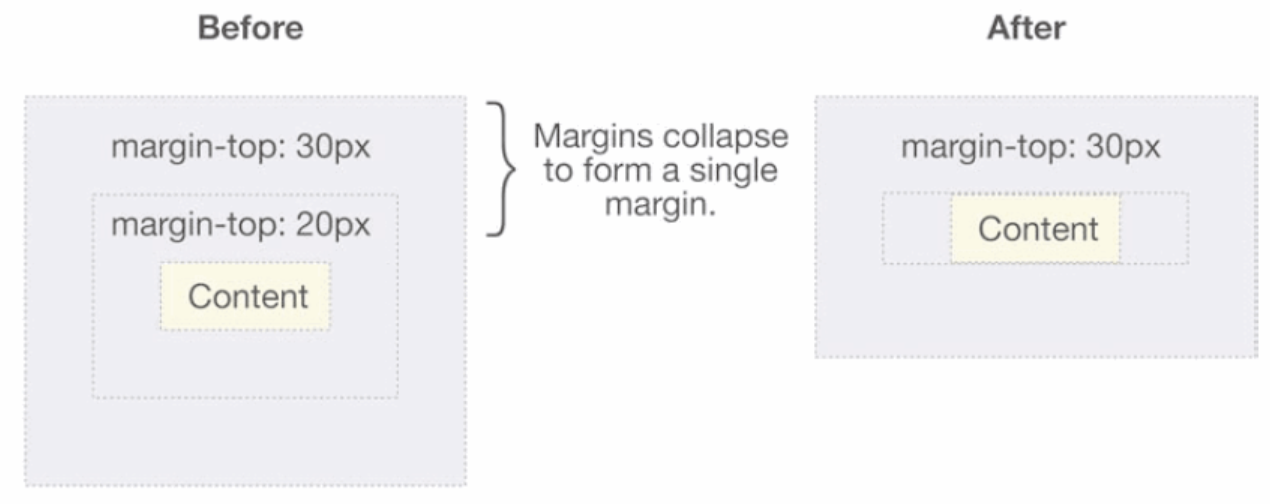 Before
After
margin-top: 30px
margin-top: 20px
Content
Margins collapse
to form a single
margin.
margin-top: 30px
Content